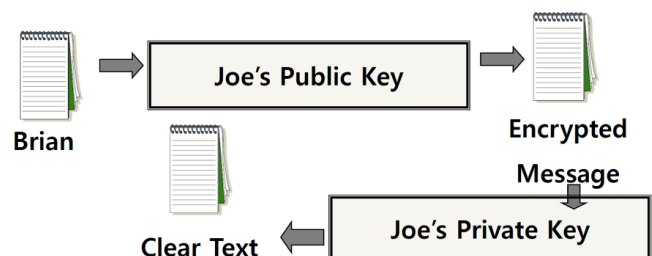 Joe's Public Key
Brian
Encrypted
Message
Joe's Private Key
Clear Text